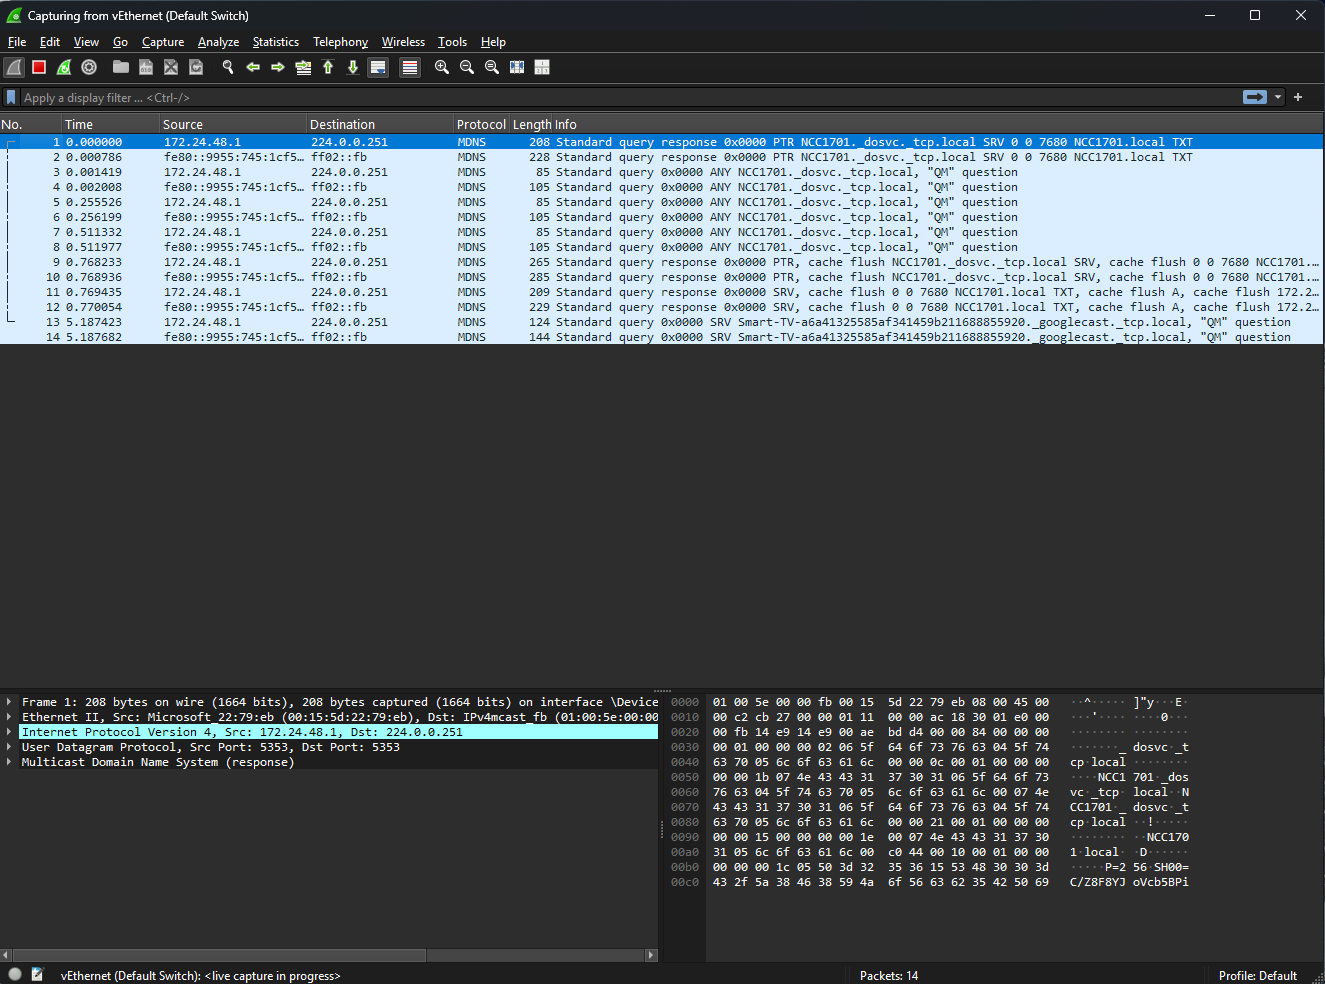 Capturing from vEthernet (Default Switch)
File Edit View Go Capture Analyze Statistics Telephony Wireless Tools Help
Apply a display filter ... <Ctrl-/>
No. Time Source Destination Protocol Length Info
1 0.000000 172.24.48.1 224.0.0.251 MDNS 208 Standard query response 0x0000 PTR NCC1701._dosvc._tcp.local SRV 0 0 7680 NCC1701.local TXT
2 0.000786 fe80::9955:745:1cf5… ff02::fb MDNS 228 Standard query response 0x0000 PTR NCC1701._dosvc._tcp.local SRV 0 0 7680 NCC1701.local TXT
3 0.001419 172.24.48.1 224.0.0.251 MDNS 85 Standard query 0x0000 ANY NCC1701._dosvc._tcp.local, "QM" question
4 0.002008 fe80::9955:745:1cf5… ff02::fb MDNS 105 Standard query 0x0000 ANY NCC1701._dosvc._tcp.local, "QM" question
5 0.255526 172.24.48.1 224.0.0.251 MDNS 85 Standard query 0x0000 ANY NCC1701._dosvc._tcp.local, "QM" question
6 0.256199 fe80::9955:745:1cf5… ff02::fb MDNS 105 Standard query 0x0000 ANY NCC1701._dosvc._tcp.local, "QM" question
7 0.511332 172.24.48.1 224.0.0.251 MDNS 85 Standard query 0x0000 ANY NCC1701._dosvc._tcp.local, "QM" question
8 0.511977 fe80::9955:745:1cf5… ff02::fb MDNS 105 Standard query 0x0000 ANY NCC1701._dosvc._tcp.local, "QM" question
9 0.768233 172.24.48.1 224.0.0.251 MDNS 265 Standard query response 0x0000 PTR, cache flush NCC1701._dosvc._tcp.local SRV, cache flush 0 0 7680 NCC1701.…
10 0.768936 fe80::9955:745:1cf5… ff02::fb MDNS 285 Standard query response 0x0000 PTR, cache flush NCC1701._dosvc._tcp.local SRV, cache flush 0 0 7680 NCC1701.…
11 0.769435 172.24.48.1 224.0.0.251 MDNS 209 Standard query response 0x0000 SRV, cache flush 0 0 7680 NCC1701.local TXT, cache flush A, cache flush 172.2…
12 0.770054 fe80::9955:745:1cf5… ff02::fb MDNS 229 Standard query response 0x0000 SRV, cache flush 0 0 7680 NCC1701.local TXT, cache flush A, cache flush 172.2…
13 5.187423 172.24.48.1 224.0.0.251 MDNS 124 Standard query 0x0000 SRV Smart-TV-a6a41325585af341459b211688855920._googlecast._tcp.local, "QM" question
14 5.187682 fe80::9955:745:1cf5… ff02::fb MDNS 144 Standard query 0x0000 SRV Smart-TV-a6a41325585af341459b211688855920._googlecast._tcp.local, "QM" question
Frame 1: 208 bytes on wire (1664 bits), 208 bytes captured (1664 bits) on interface \Device
Ethernet II, Src: Microsoft_22:79:eb (00:15:5d:22:79:eb), Dst: IPv4mcast_fb (01:00:5e:00:00
Internet Protocol Version 4, Src: 172.24.48.1, Dst: 224.0.0.251
User Datagram Protocol, Src Port: 5353, Dst Port: 5353
Multicast Domain Name System (response)
0000 01 00 5e 00 00 fb 00 15 5d 22 79 eb 08 00 45 00 ··^····· ]"y···E·
0010 00 c2 cb 27 00 00 01 11 00 00 ac 18 30 01 e0 00 ···'···· ····0···
0020 00 fb 14 e9 14 e9 00 ae bd d4 00 00 84 00 00 00 ········ ········
0030 00 01 00 00 00 02 06 5f 64 6f 73 76 63 04 5f 74 ·······_ dosvc·_t
0040 63 70 05 6c 6f 63 61 6c 00 00 0c 00 01 00 00 00 cp·local ········
0050 00 00 1b 07 4e 43 43 31 37 30 31 06 5f 64 6f 73 ····NCC1 701·_dos
0060 76 63 04 5f 74 63 70 05 6c 6f 63 61 6c 00 07 4e vc·_tcp· local··N
0070 43 43 31 37 30 31 06 5f 64 6f 73 76 63 04 5f 74 CC1701·_ dosvc·_t
0080 63 70 05 6c 6f 63 61 6c 00 00 21 00 01 00 00 00 cp·local ··!·····
0090 00 00 15 00 00 00 00 1e 00 07 4e 43 43 31 37 30 ········ ··NCC170
00a0 31 05 6c 6f 63 61 6c 00 c0 44 00 10 00 01 00 00 1·local· ·D······
00b0 00 00 00 1c 05 50 3d 32 35 36 15 53 48 30 30 3d ·····P=2 56·SH00=
00c0 43 2f 5a 38 46 38 59 4a 6f 56 63 62 35 42 50 69 C/Z8F8YJ oVcb5BPi
vEthernet (Default Switch): <live capture in progress>
Packets: 14
Profile: Default